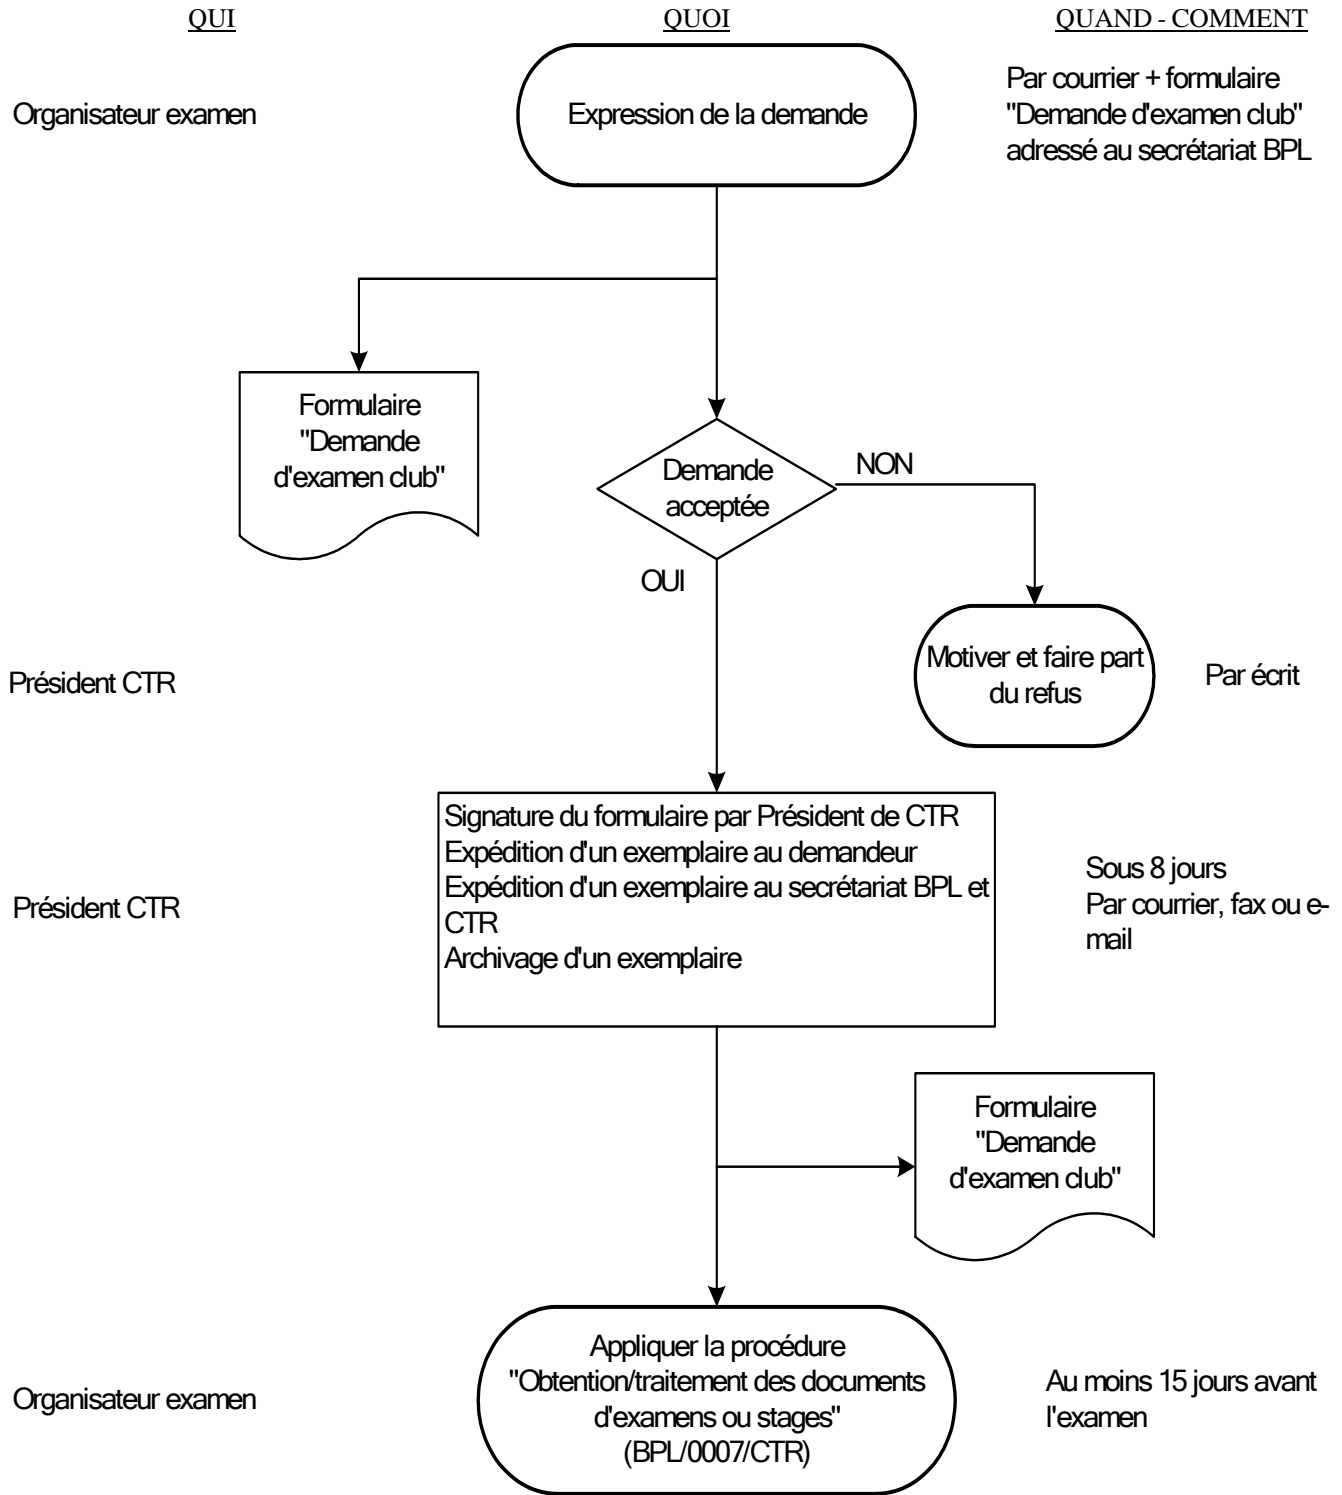 QUI
QUOI
QUAND - COMMENT
Organisateur examen
Expression de la demande
Par courrier + formulaire
"Demande d'examen club"
adressé au secrétariat BPL
Formulaire
"Demande
d'examen club"
Demande
acceptée
NON
OUI
Président CTR
Motiver et faire part
du refus
Par écrit
Président CTR
Signature du formulaire par Président de CTR
Expédition d'un exemplaire au demandeur
Expédition d'un exemplaire au secrétariat BPL et
CTR
Archivage d'un exemplaire
Sous 8 jours
Par courrier, fax ou e-
mail
Formulaire
"Demande
d'examen club"
Organisateur examen
Appliquer la procédure
"Obtention/traitement des documents
d'examens ou stages"
(BPL/0007/CTR)
Au moins 15 jours avant
l'examen